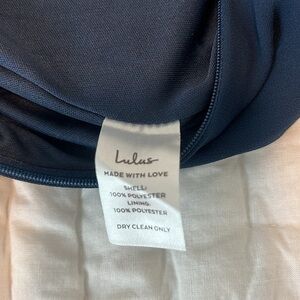 Lulus
MADE WITH LOVE
SHELL:
100% POLYESTER
LINING:
100% POLYESTER
DRY CLEAN ONLY